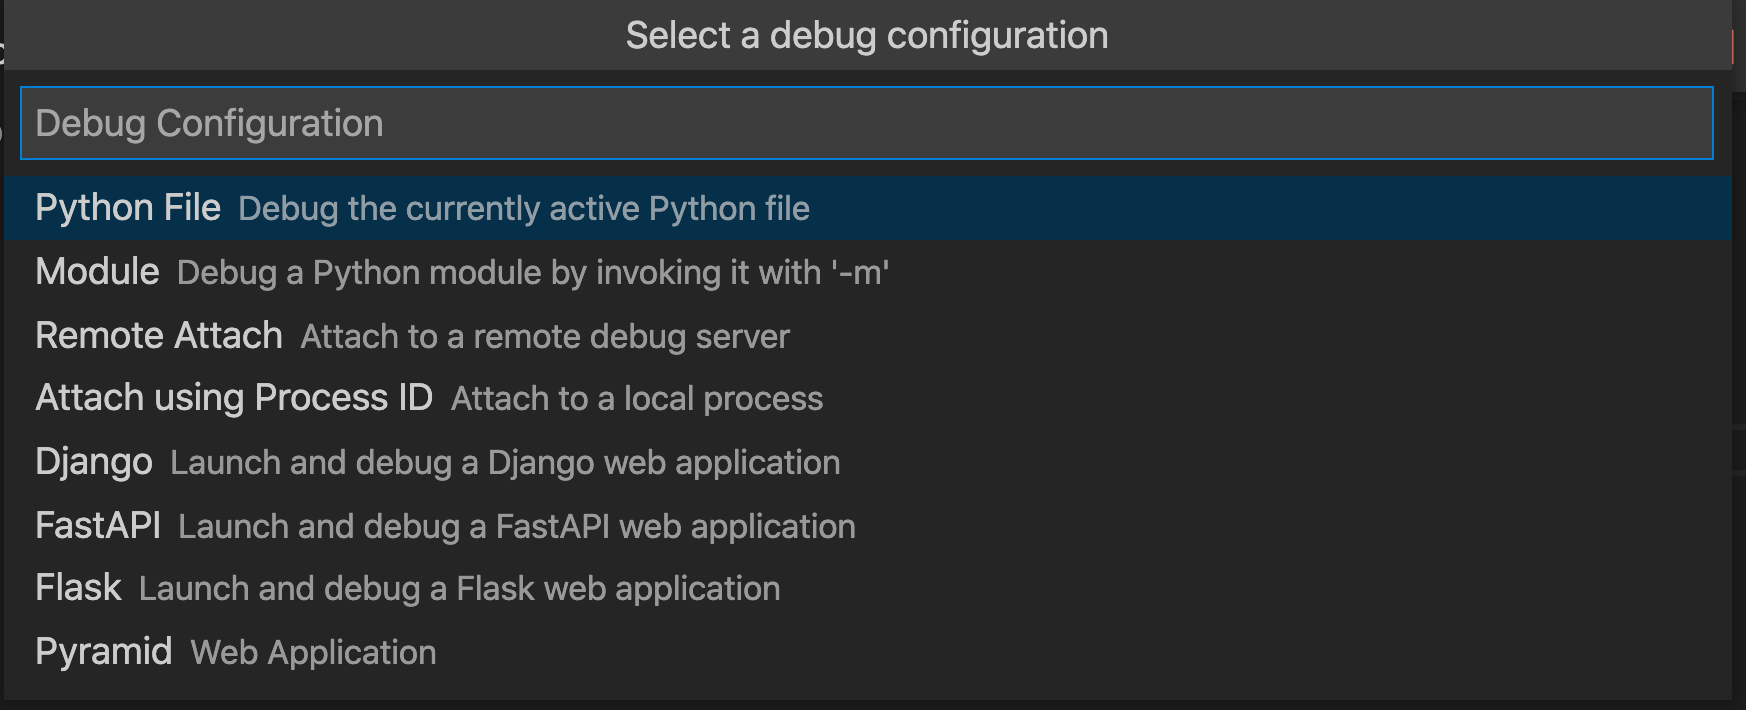 Select a debug configuration
Debug Configuration
Python File Debug the currently active Python file
Module Debug a Python module by invoking it with '-m'
Remote Attach Attach to a remote debug server
Attach using Process ID Attach to a local process
Django Launch and debug a Django web application
FastAPI Launch and debug a FastAPI web application
Flask Launch and debug a Flask web application
Pyramid Web Application